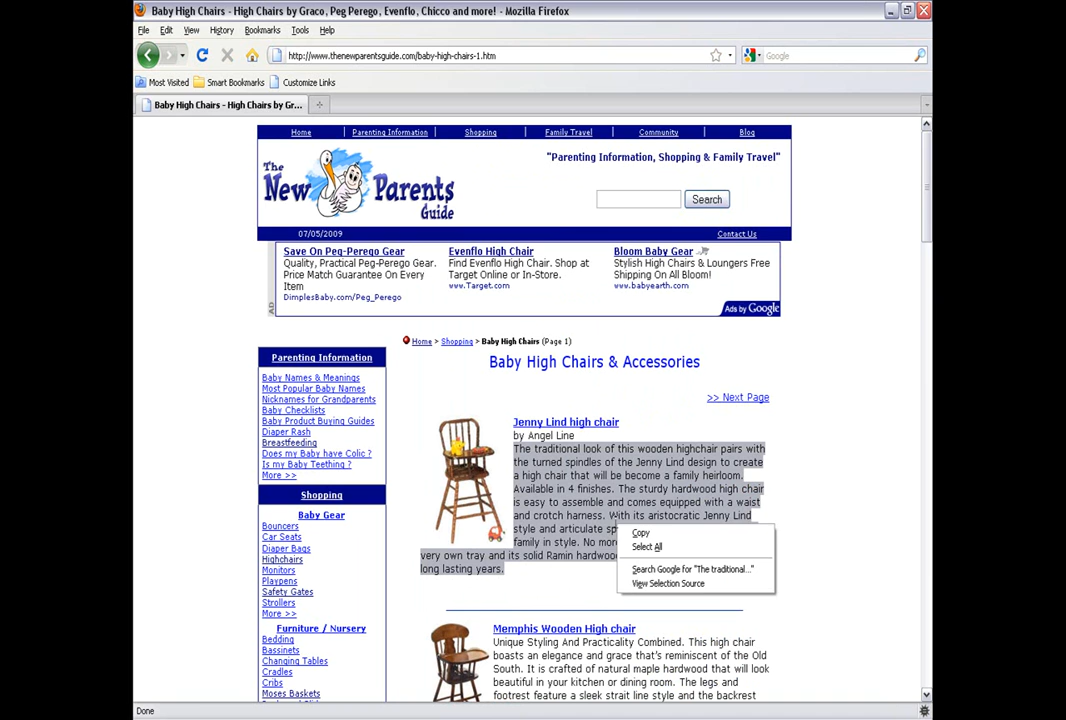 Baby High Chairs - High Chairs by Graco, Peg Perego, Evenflo, Chicco and more! - Mozilla Firefox
File Edit View History Bookmarks Tools Help
http://www.thenewparentsguide.com/baby-high-chairs-1.htm
Google
Most Visited Smart Bookmarks Customize Links
Baby High Chairs - High Chairs by Gr...
Home Parenting Information Shopping Family Travel Community Blog
The New Parents Guide
"Parenting Information, Shopping & Family Travel"
Search
07/05/2009
Contact Us
Save On Peg-Perego Gear
Quality, Practical Peg-Perego Gear.
Price Match Guarantee On Every
Item
DimplesBaby.com/Peg_Perego
Evenflo High Chair
Find Evenflo High Chair. Shop at
Target Online or In-Store.
www.Target.com
Bloom Baby Gear
Stylish High Chairs & Loungers Free
Shipping On All Bloom!
www.babyearth.com
AD
Ads by Google
Home > Shopping > Baby High Chairs (Page 1)
Baby High Chairs & Accessories
>> Next Page
Parenting Information
Baby Names & Meanings
Most Popular Baby Names
Nicknames for Grandparents
Baby Checklists
Baby Product Buying Guides
Diaper Rash
Breastfeeding
Does my Baby have Colic ?
Is my Baby Teething ?
More >>
Shopping
Baby Gear
Bouncers
Car Seats
Diaper Bags
Highchairs
Monitors
Playpens
Safety Gates
Strollers
More >>
Furniture / Nursery
Bedding
Bassinets
Changing Tables
Cradles
Cribs
Moses Baskets
Jenny Lind high chair
by Angel Line
The traditional look of this wooden highchair pairs with
the turned spindles of the Jenny Lind design to create
a high chair that will be become a family heirloom.
Available in 4 finishes. The sturdy hardwood high chair
is easy to assemble and comes equipped with a waist
and crotch harness. With its aristocratic Jenny Lind
style and articulate sp
family in style. No mor
very own tray and its solid Ramin hardwoo
long lasting years.
Copy
Select All
Search Google for "The traditional..."
View Selection Source
Memphis Wooden High chair
Unique Styling And Practicality Combined. This high chair
boasts an elegance and grace that's reminiscent of the Old
South. It is crafted of natural maple hardwood that will look
beautiful in your kitchen or dining room. The legs and
footrest feature a sleek strait line style and the backrest
Done